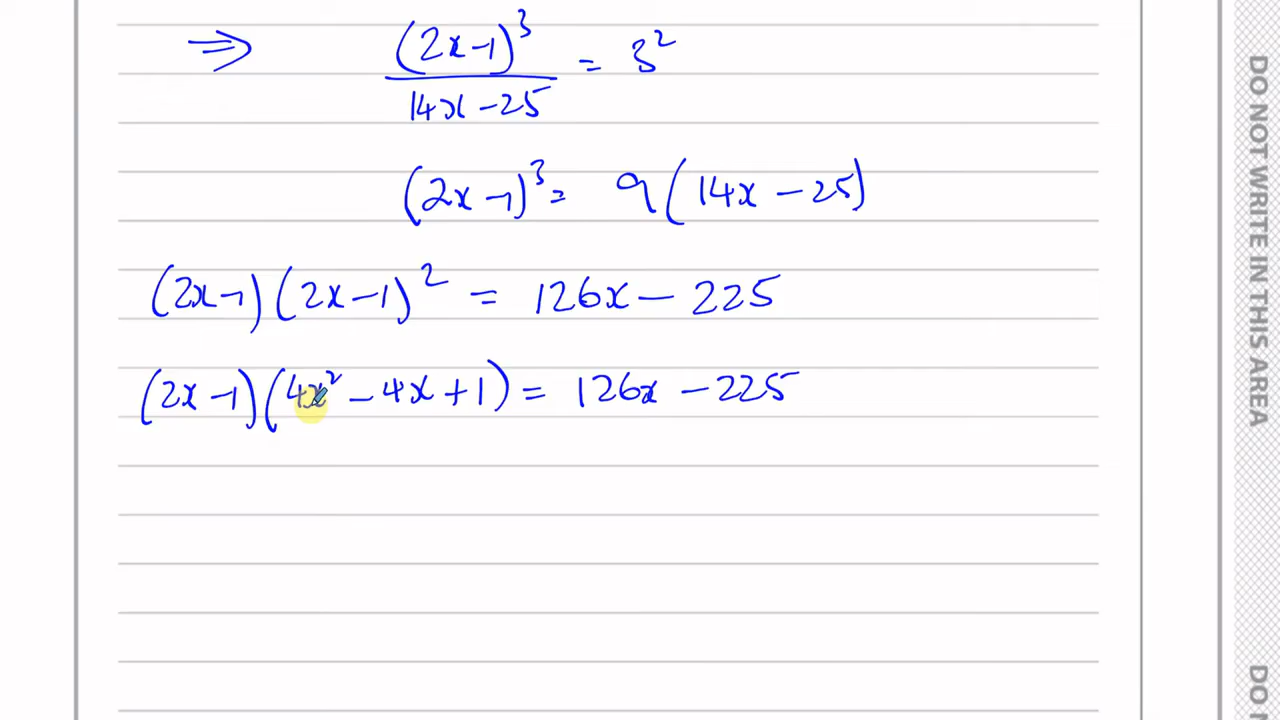 ⇒ (2x-1)³ / 14x-25 = 3²
(2x-1)³ = 9(14x-25)
(2x-1)(2x-1)² = 126x - 225
(2x-1)(4x² - 4x + 1) = 126x - 225
DO NOT WRITE IN THIS AREA
DO N